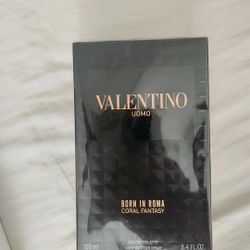 VALENTINO
UOMO
BORN IN ROMA
CORAL FANTASY
EAU DE TOILETTE
100 ml
3.4 FL. OZ